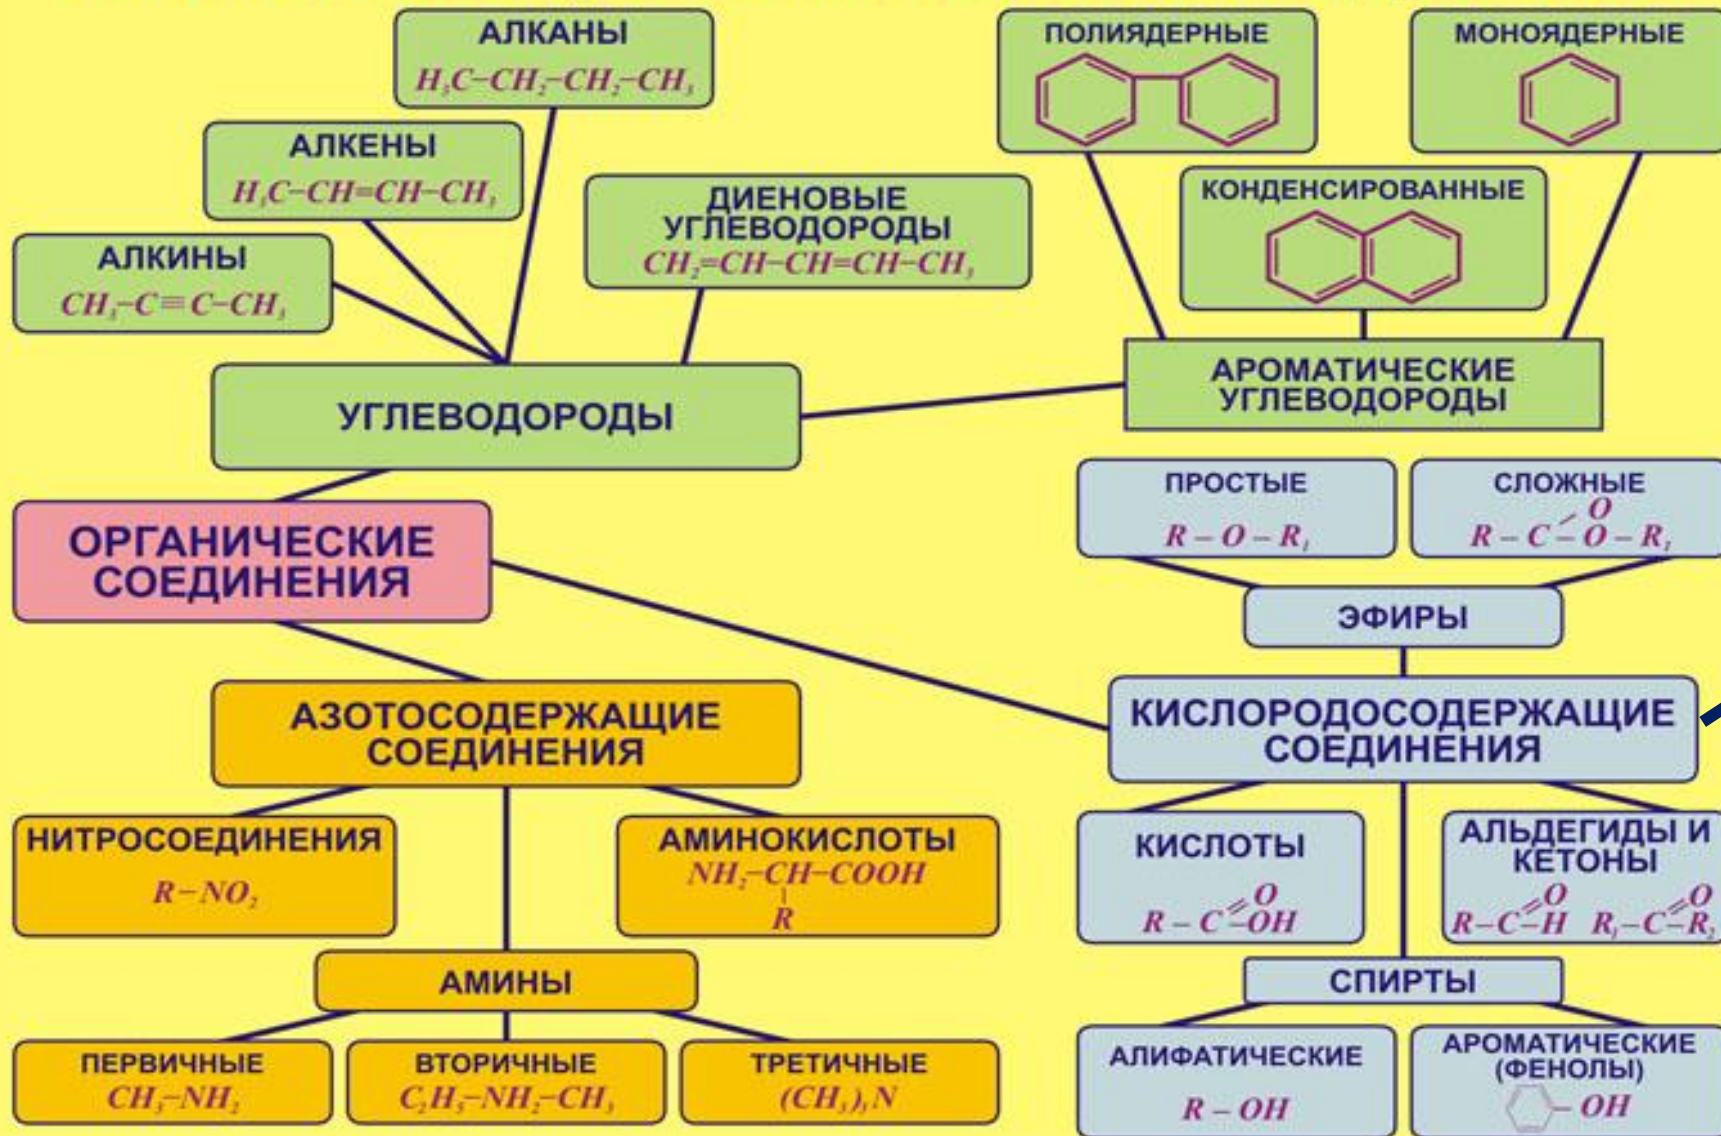 АЛКАНЫ
H₃C–CH₂–CH₂–CH₃
АЛКЕНЫ
H₃C–CH=CH–CH₃
АЛКИНЫ
CH₃–C≡C–CH₃
ДИЕНОВЫЕ
УГЛЕВОДОРОДЫ
CH₂=CH–CH=CH–CH₃
ПОЛИЯДЕРНЫЕ
МОНОЯДЕРНЫЕ
КОНДЕНСИРОВАННЫЕ
АРОМАТИЧЕСКИЕ
УГЛЕВОДОРОДЫ
УГЛЕВОДОРОДЫ
ОРГАНИЧЕСКИЕ
СОЕДИНЕНИЯ
ПРОСТЫЕ
R – O – R₁
СЛОЖНЫЕ
O
R – C – O – R₁
ЭФИРЫ
КИСЛОРОДОСОДЕРЖАЩИЕ
СОЕДИНЕНИЯ
АЗОТОСОДЕРЖАЩИЕ
СОЕДИНЕНИЯ
НИТРОСОЕДИНЕНИЯ
R–NO₂
АМИНОКИСЛОТЫ
NH₂–CH–COOH
R
АМИНЫ
ПЕРВИЧНЫЕ
CH₃–NH₂
ВТОРИЧНЫЕ
C₂H₅–NH₂–CH₃
ТРЕТИЧНЫЕ
(CH₃)₃N
КИСЛОТЫ
O
R – C –OH
АЛЬДЕГИДЫ И
КЕТОНЫ
O O
R–C–H R₁–C–R₂
СПИРТЫ
АЛИФАТИЧЕСКИЕ
R – OH
АРОМАТИЧЕСКИЕ
(ФЕНОЛЫ)
– OH